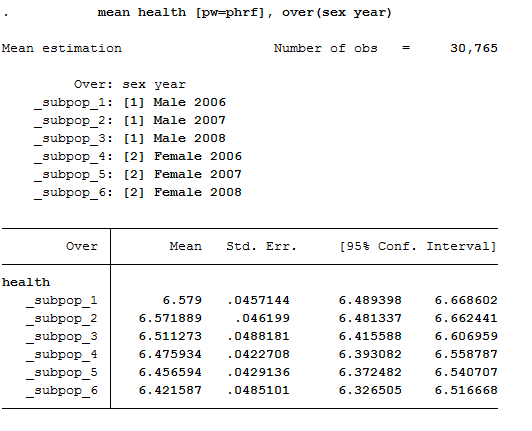 . mean health [pw=phrf], over(sex year)
Mean estimation Number of obs = 30,765
Over: sex year
_subpop_1: [1] Male 2006
_subpop_2: [1] Male 2007
_subpop_3: [1] Male 2008
_subpop_4: [2] Female 2006
_subpop_5: [2] Female 2007
_subpop_6: [2] Female 2008
Over Mean Std. Err. [95% Conf. Interval]
health
_subpop_1 6.579 .0457144 6.489398 6.668602
_subpop_2 6.571889 .046199 6.481337 6.662441
_subpop_3 6.511273 .0488181 6.415588 6.606959
_subpop_4 6.475934 .0422708 6.393082 6.558787
_subpop_5 6.456594 .0429136 6.372482 6.540707
_subpop_6 6.421587 .0485101 6.326505 6.516668